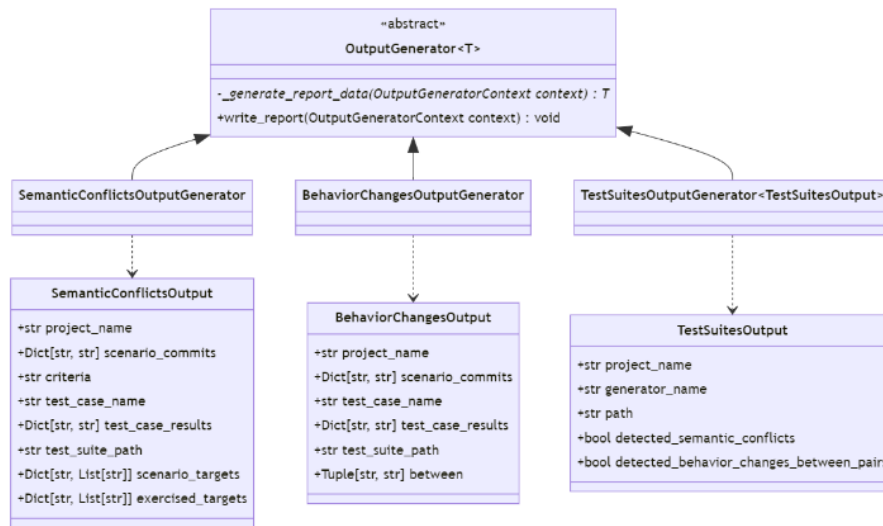 «abstract»
OutputGenerator<T>
-_generate_report_data(OutputGeneratorContext context) : T
+write_report(OutputGeneratorContext context) : void
SemanticConflictsOutputGenerator
BehaviorChangesOutputGenerator
TestSuitesOutputGenerator<TestSuitesOutput>
SemanticConflictsOutput
+str project_name
+Dict[str, str] scenario_commits
+str criteria
+str test_case_name
+Dict[str, str] test_case_results
+str test_suite_path
+Dict[str, List[str]] scenario_targets
+Dict[str, List[str]] exercised_targets
BehaviorChangesOutput
+str project_name
+Dict[str, str] scenario_commits
+str test_case_name
+Dict[str, str] test_case_results
+str test_suite_path
+Tuple[str, str] between
TestSuitesOutput
+str project_name
+str generator_name
+str path
+bool detected_semantic_conflicts
+bool detected_behavior_changes_between_pairs